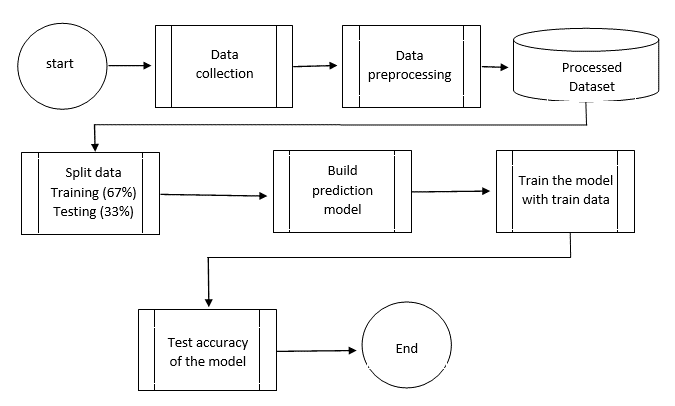 start
Data
collection
Data
preprocessing
Processed
Dataset
Split data
Training (67%)
Testing (33%)
Build
prediction
model
Train the model
with train data
Test accuracy
of the model
End